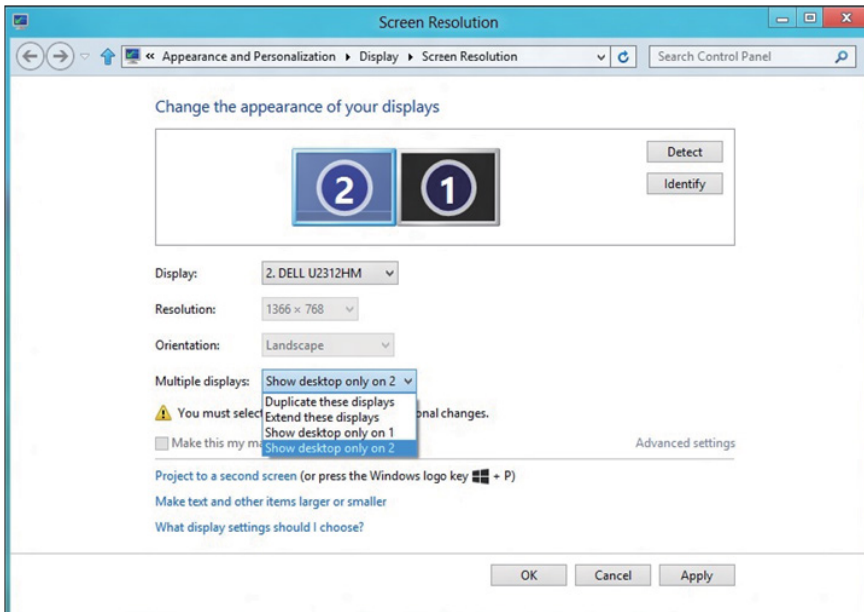 Screen Resolution
« Appearance and Personalization ▸ Display ▸ Screen Resolution
Search Control Panel
Change the appearance of your displays
2 1
Detect
Identify
Display: 2. DELL U2312HM
Resolution: 1366 × 768
Orientation: Landscape
Multiple displays: Show desktop only on 2
Duplicate these displays
You must selec onal changes.
Extend these displays
Show desktop only on 1
Make this my m Advanced settings
Show desktop only on 2
Project to a second screen (or press the Windows logo key + P)
Make text and other items larger or smaller
What display settings should I choose?
OK Cancel Apply